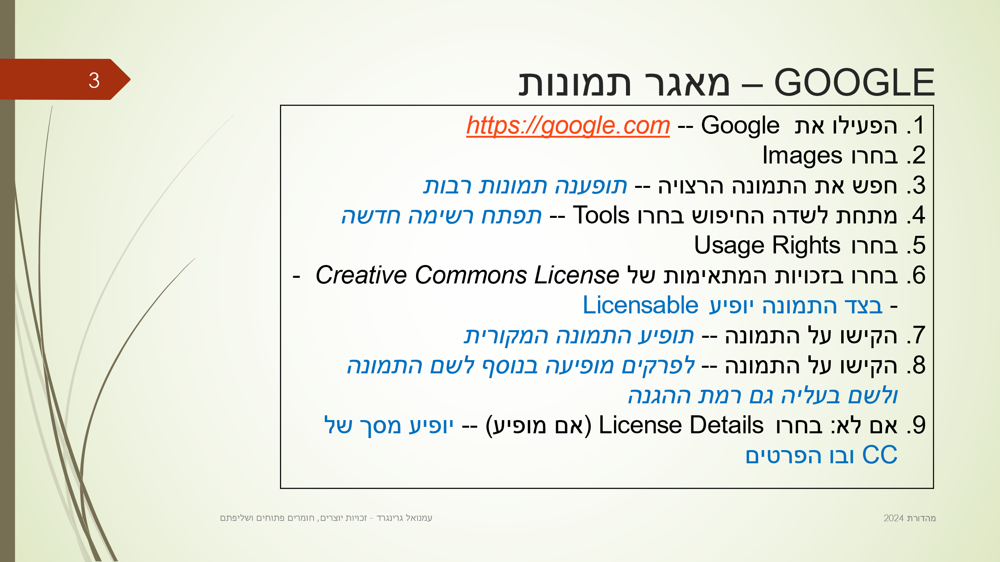 3
GOOGLE – מאגר תמונות
1. הפעילו את Google -- https://google.com
2. בחרו Images
3. חפש את התמונה הרצויה -- תופענה תמונות רבות
4. מתחת לשדה החיפוש בחרו Tools -- תפתח רשימה חדשה
5. בחרו Usage Rights
6. בחרו בזכויות המתאימות של Creative Commons License -
- בצד התמונה יופיע Licensable
7. הקישו על התמונה -- תופיע התמונה המקורית
8. הקישו על התמונה -- לפרקים מופיעה בנוסף לשם התמונה
ולשם בעליה גם רמת ההגנה
9. אם לא: בחרו License Details (אם מופיע) -- יופיע מסך של
CC ובו הפרטים
מהדורת 2024
עמנואל גרינגרד - זכויות יוצרים, חומרים פתוחים ושליפתם